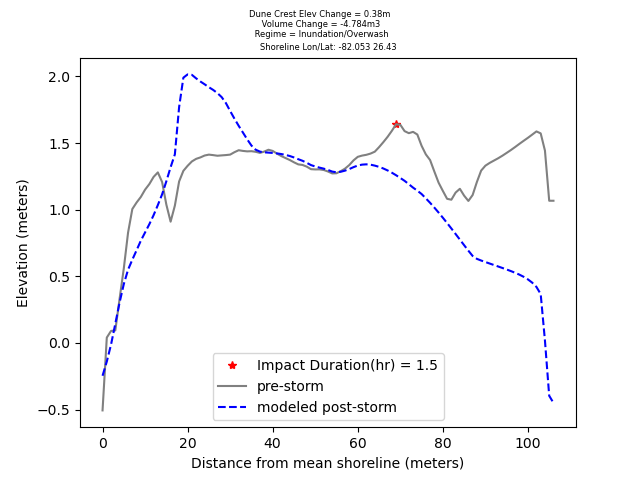 Dune Crest Elev Change = 0.38m
Volume Change = -4.784m3
Regime = Inundation/Overwash
Shoreline Lon/Lat: -82.053 26.43
2.0
1.5
1.0
0.5
0.0
−0.5
Elevation (meters)
Impact Duration(hr) = 1.5
pre-storm
modeled post-storm
0 20 40 60 80 100
Distance from mean shoreline (meters)